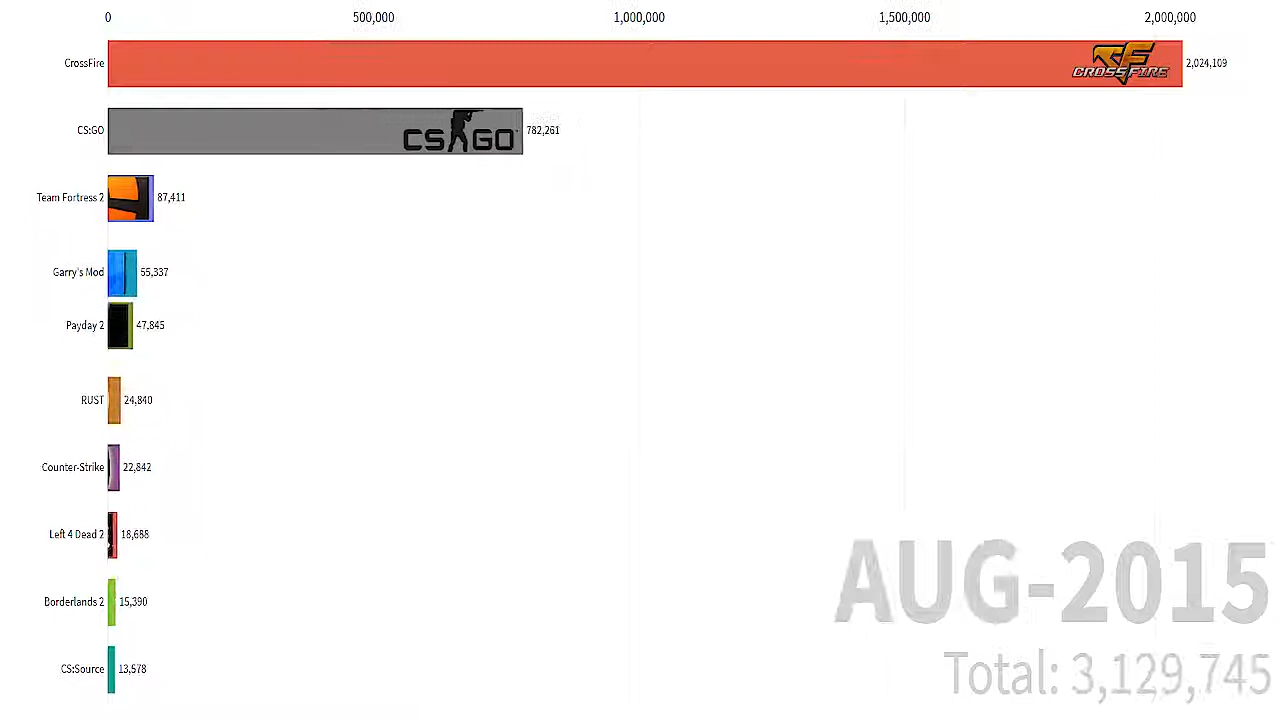 0 500,000 1,000,000 1,500,000 2,000,000
CrossFire CROSSFIRE 2,024,109
CS:GO CS GO 782,261
Team Fortress 2 87,411
Garry's Mod 55,337
Payday 2 47,845
RUST 24,840
Counter-Strike 22,842
Left 4 Dead 2 18,688
Borderlands 2 15,390
CS:Source 13,578
AUG-2015
Total: 3,129,745